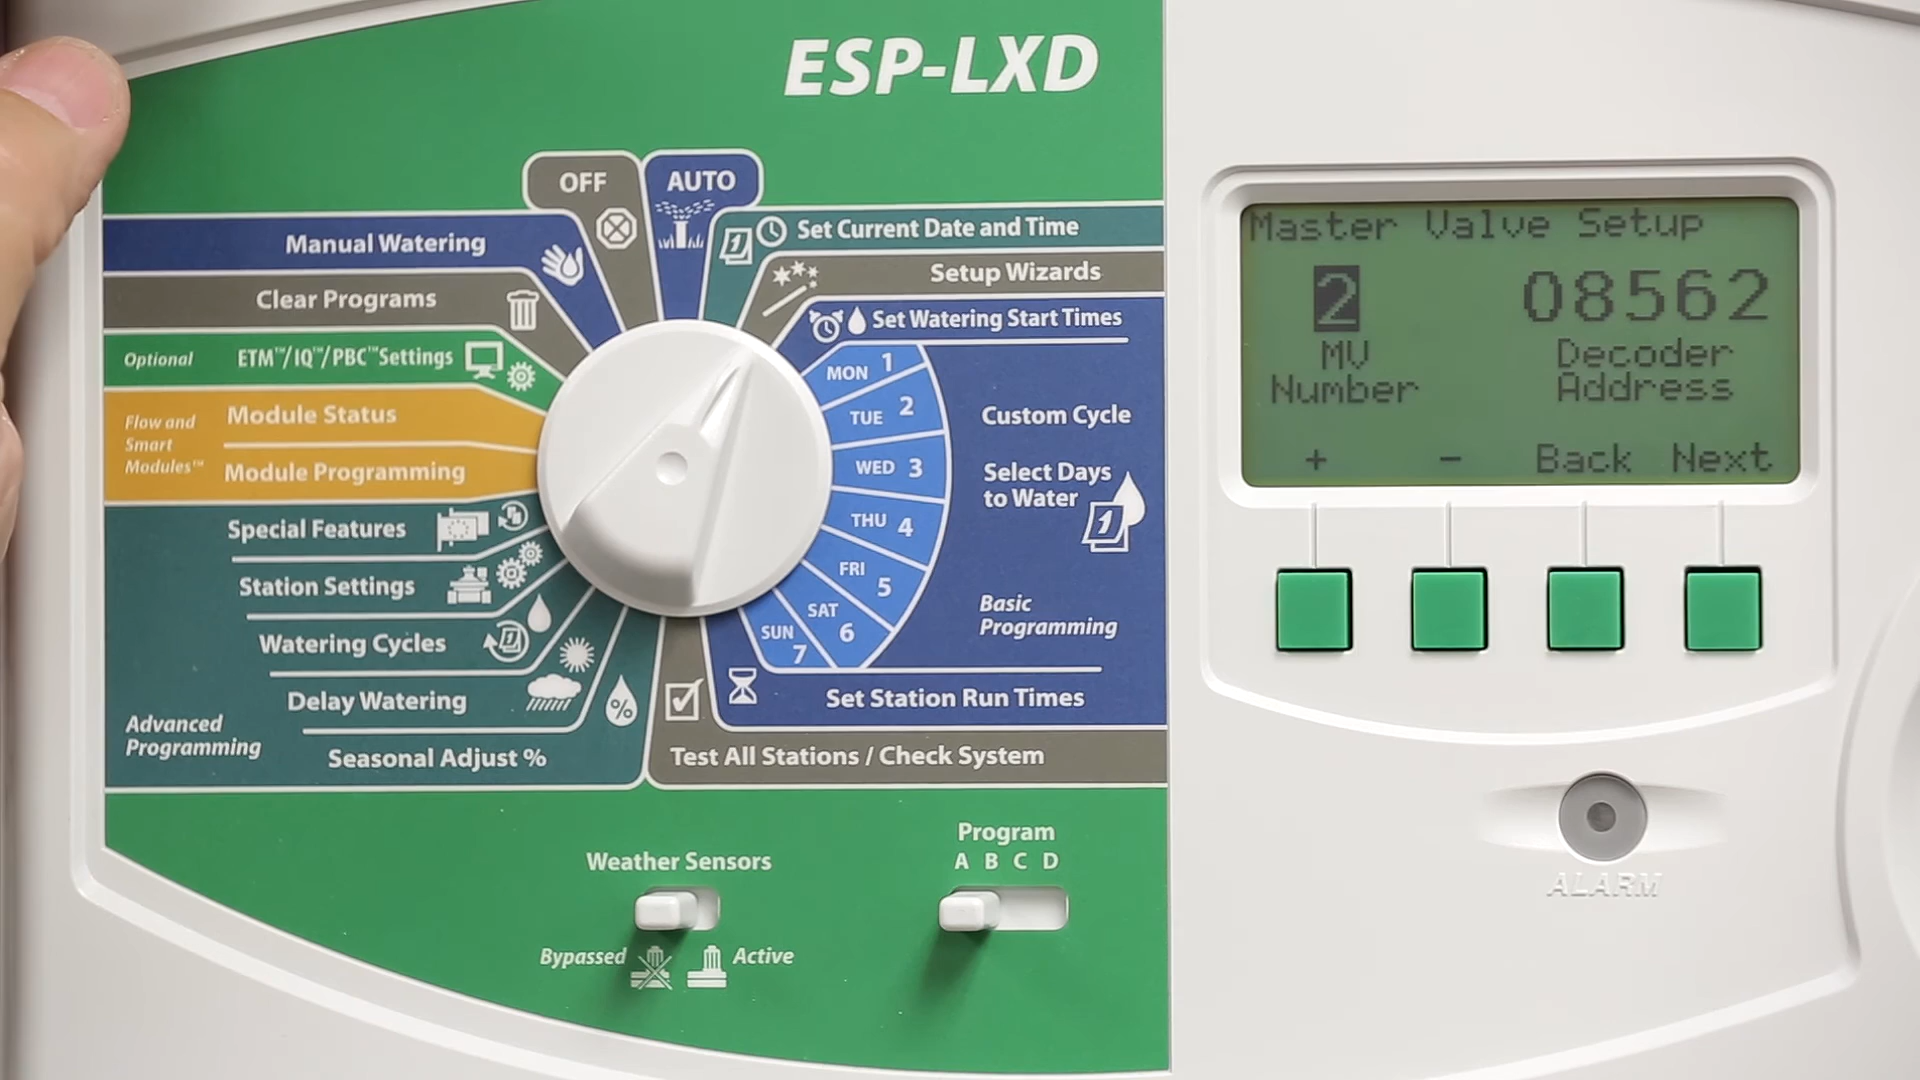 ESP-LXD
OFF
AUTO
Manual Watering
Clear Programs
Optional
ETM™/IQ™/PBC™Settings
Flow and
Smart
Modules™
Module Status
Module Programming
Special Features
Station Settings
Watering Cycles
Delay Watering
Advanced
Programming
Seasonal Adjust %
%
1
Set Current Date and Time
Setup Wizards
Set Watering Start Times
MON 1
TUE 2
WED 3
THU 4
FRI 5
SAT 6
SUN 7
Custom Cycle
Select Days
to Water
1
Basic
Programming
Set Station Run Times
Test All Stations / Check System
Weather Sensors
Bypassed
Active
Program
A B C D
Master Valve Setup
2 08562
MV Decoder
Number Address
+ - Back Next
ALARM